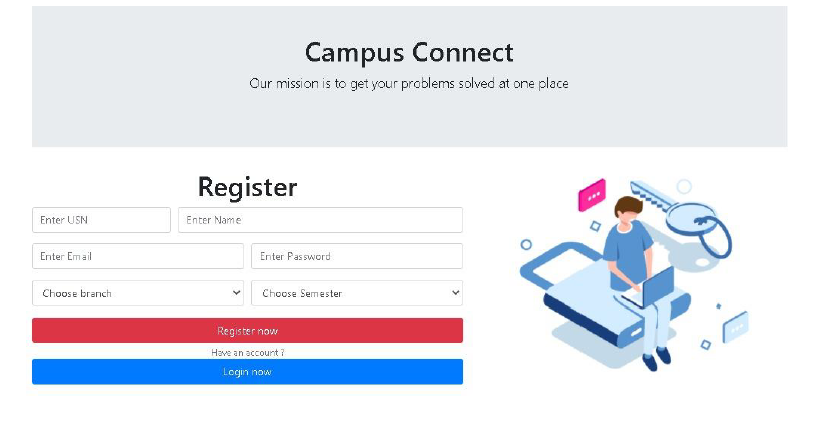 Campus Connect
Our mission is to get your problems solved at one place
Register
Enter USN Enter Name
Enter Email Enter Password
Choose branch Choose Semester
Register now
Have an account ?
Login now